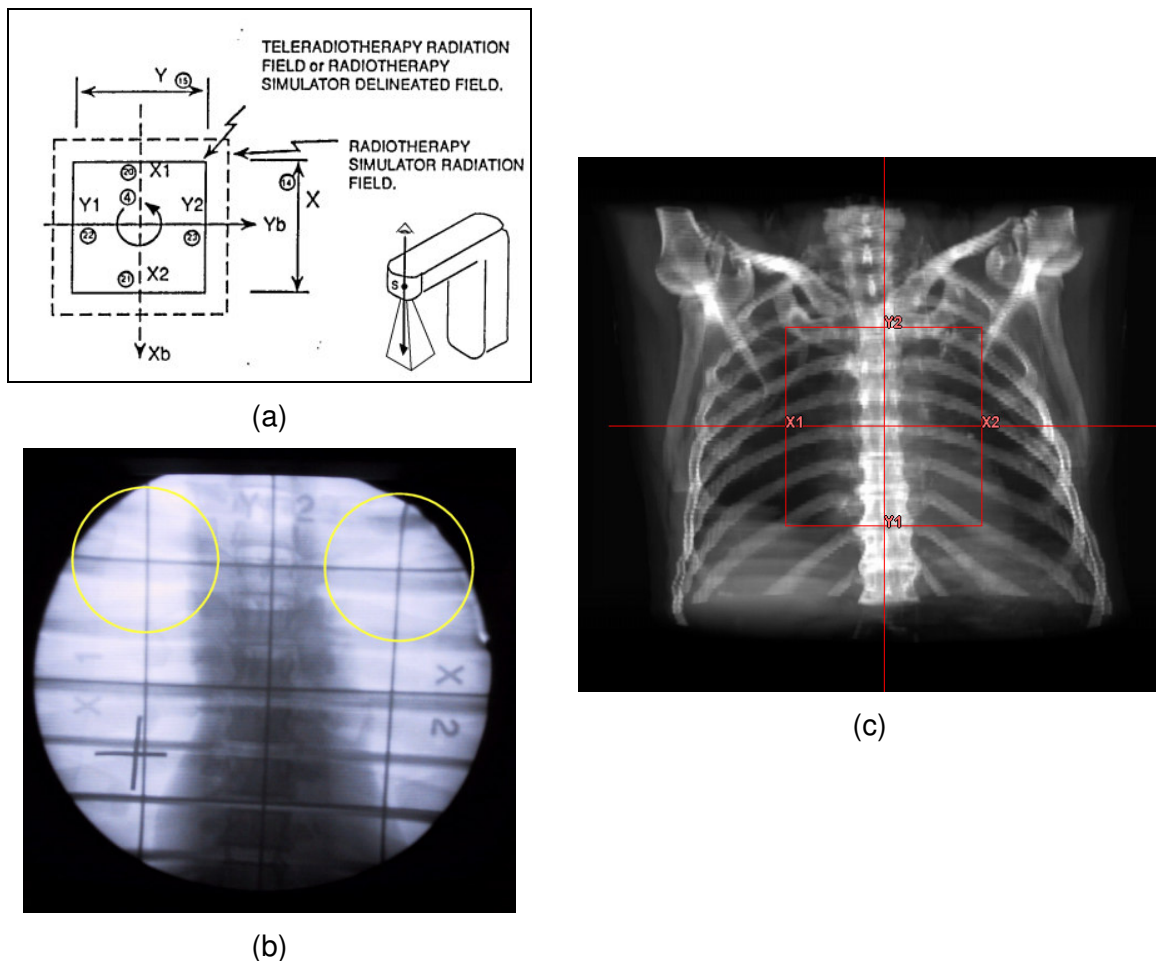 TELERADIOTHERAPY RADIATION
FIELD or RADIOTHERAPY
SIMULATOR DELINEATED FIELD.
Y 15
RADIOTHERAPY
SIMULATOR RADIATION
FIELD.
20 X1
14 X
Y1 4 Y2
Yb
22 23
X2
21
S
Xb
(a)
Y 2
1 X
X 2
(b)
Y2
X1 X2
Y1
(c)